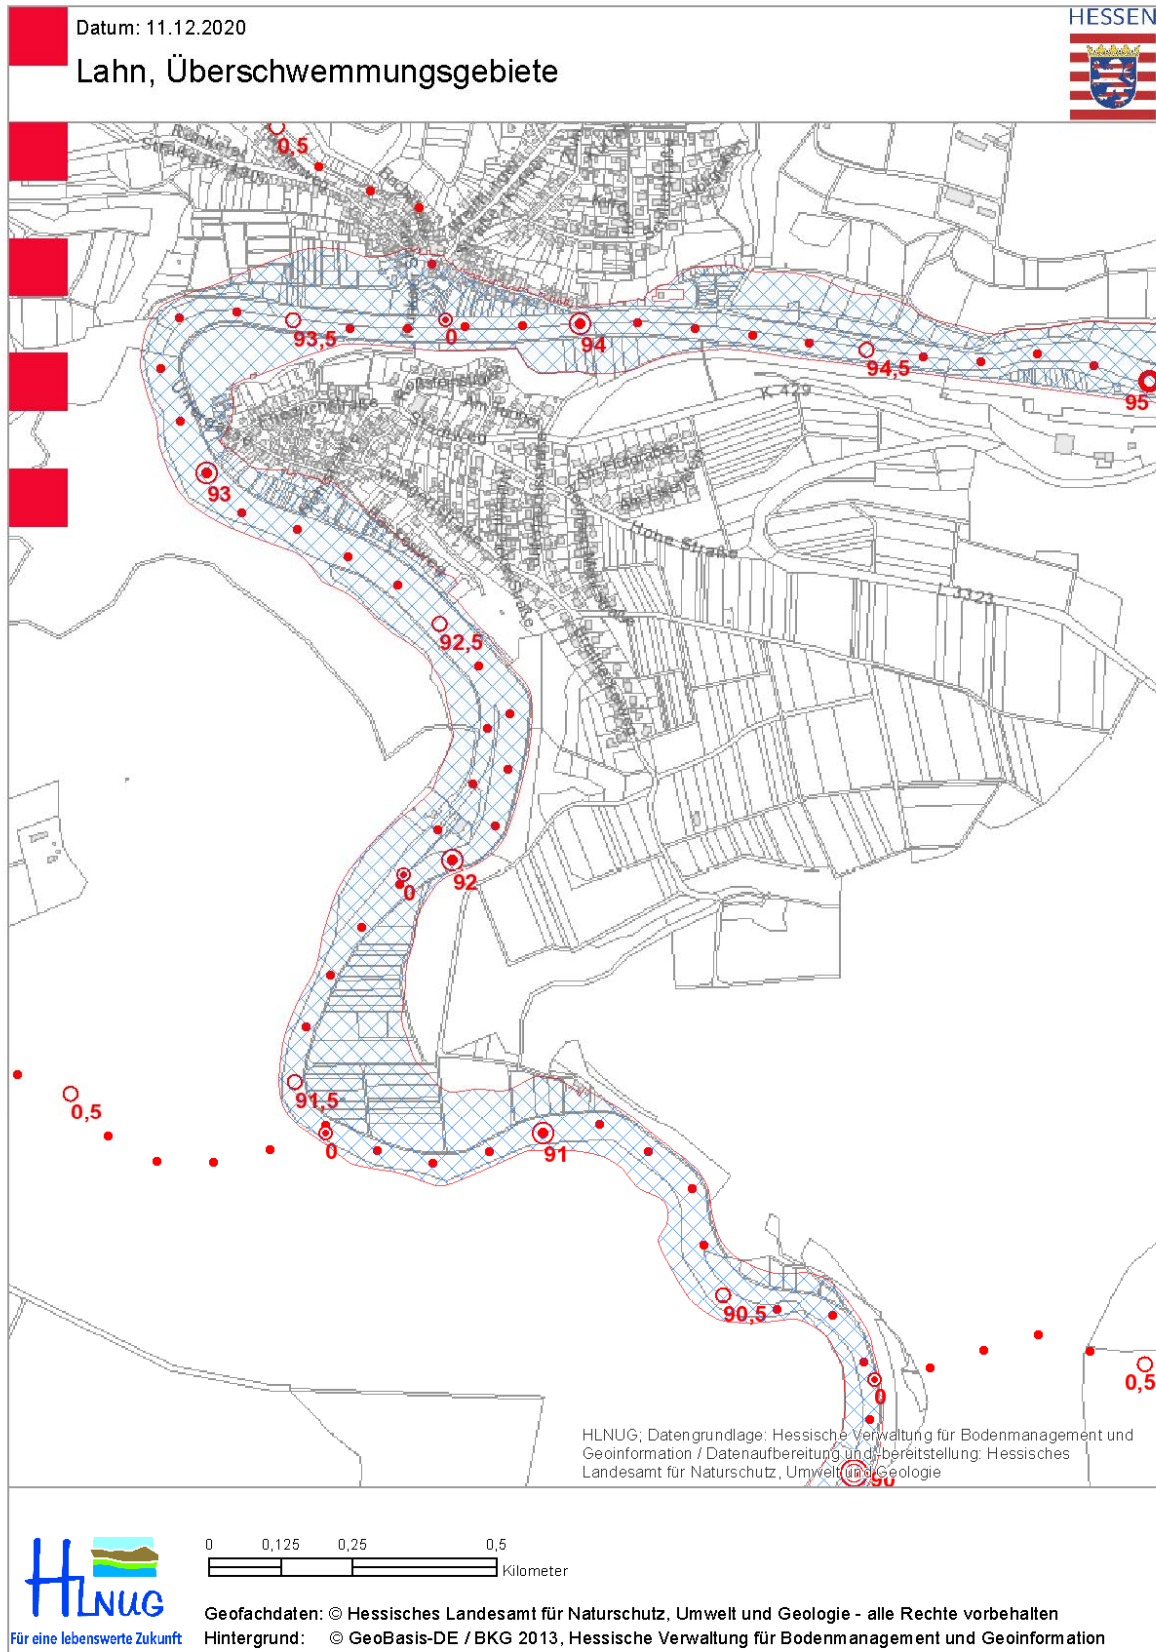 Datum: 11.12.2020
HESSEN
Lahn, Überschwemmungsgebiete
0,5
93,5
0
94
94,5
95
K 429
93
Hohe Straße
L 3323
92,5
92
0
0,5
91,5
0
91
90,5
0
0,5
90
HLNUG; Datengrundlage: Hessische Verwaltung für Bodenmanagement und
Geoinformation / Datenaufbereitung und -bereitstellung: Hessisches
Landesamt für Naturschutz, Umwelt und Geologie
0 0,125 0,25 0,5
Kilometer
HLNUG
Für eine lebenswerte Zukunft
Geofachdaten: © Hessisches Landesamt für Naturschutz, Umwelt und Geologie - alle Rechte vorbehalten
Hintergrund: © GeoBasis-DE / BKG 2013, Hessische Verwaltung für Bodenmanagement und Geoinformation